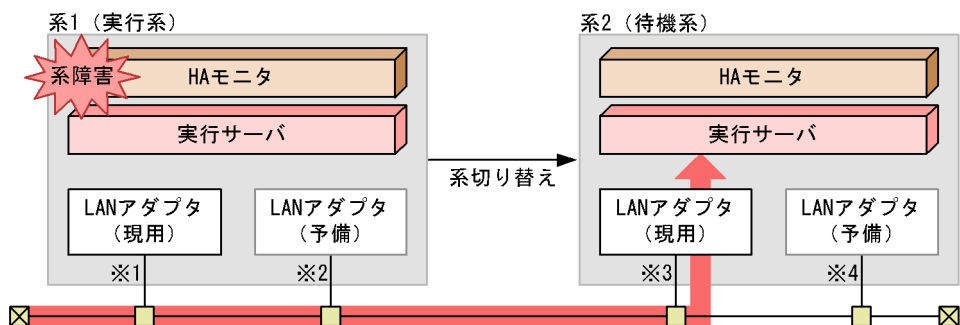 系1（実行系）
系障害
HAモニタ
実行サーバ
LANアダプタ
（現用）
LANアダプタ
（予備）
※1
※2
系切り替え
系2（待機系）
HAモニタ
実行サーバ
LANアダプタ
（現用）
LANアダプタ
（予備）
※3
※4